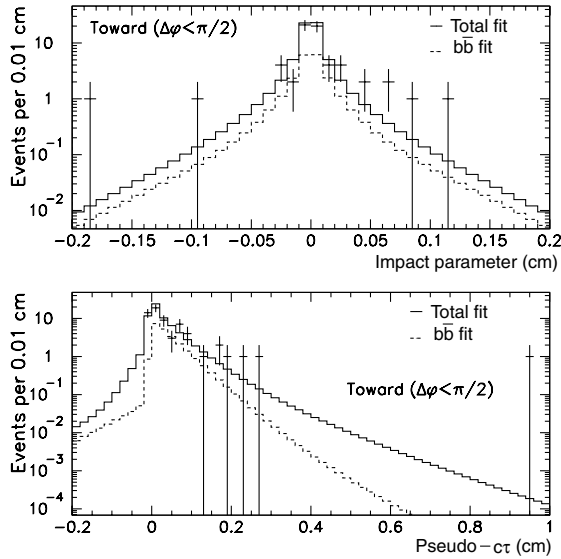 Toward (Δφ<π/2)
Total fit
bb̅ fit
Events per 0.01 cm
10
1
10⁻¹
10⁻²
-0.2 -0.15 -0.1 -0.05 0 0.05 0.1 0.15 0.2
Impact parameter (cm)
Total fit
bb̅ fit
Toward (Δφ<π/2)
Events per 0.01 cm
10
1
10⁻¹
10⁻²
10⁻³
10⁻⁴
-0.2 0 0.2 0.4 0.6 0.8 1
Pseudo-cτ (cm)